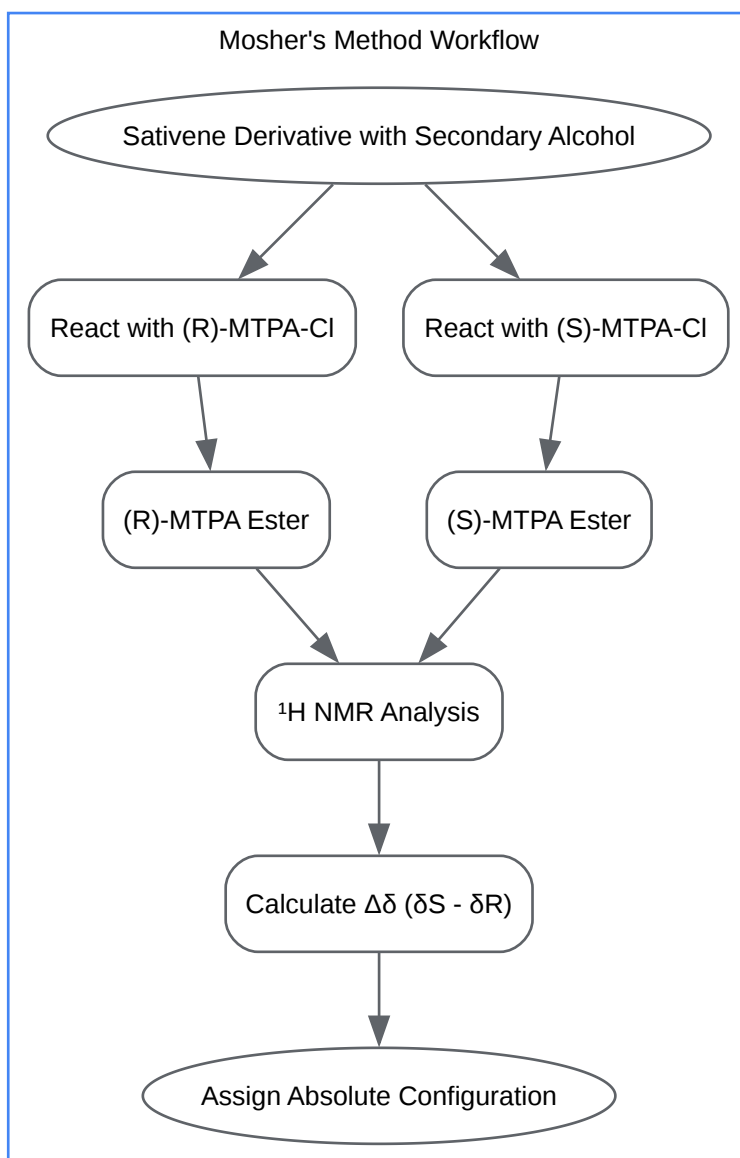 Mosher's Method Workflow
Sativene Derivative with Secondary Alcohol
React with (R)-MTPA-Cl
React with (S)-MTPA-Cl
(R)-MTPA Ester
(S)-MTPA Ester
¹H NMR Analysis
Calculate Δδ (δS - δR)
Assign Absolute Configuration